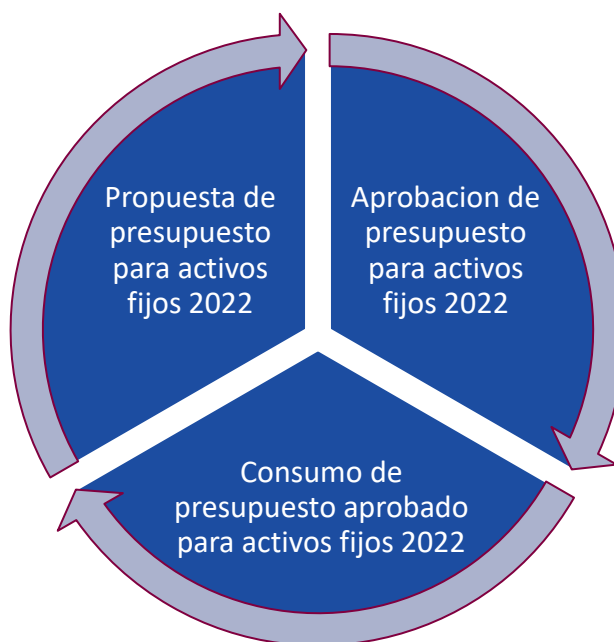 Propuesta de
presupuesto
para activos
fijos 2022
Aprobacion de
presupuesto
para activos
fijos 2022
Consumo de
presupuesto aprobado
para activos fijos 2022